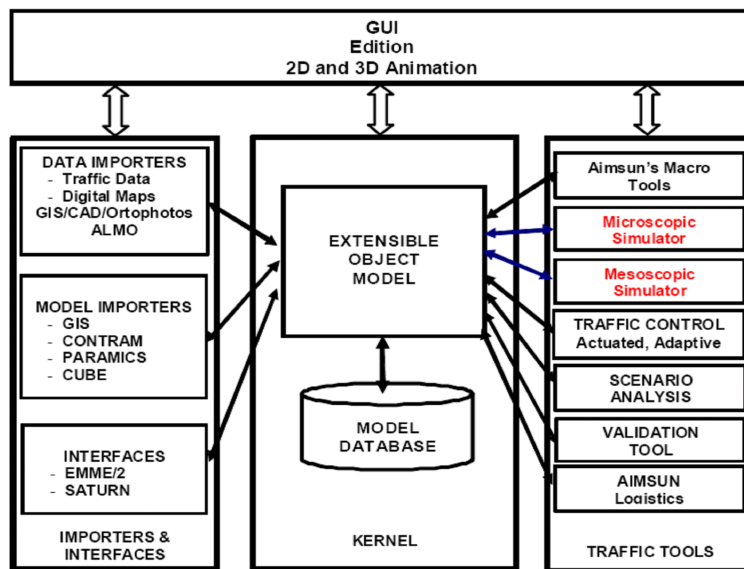 GUI
Edition
2D and 3D Animation
DATA IMPORTERS
- Traffic Data
- Digital Maps
GIS/CAD/Ortophotos
ALMO
MODEL IMPORTERS
- GIS
- CONTRAM
- PARAMICS
- CUBE
INTERFACES
- EMME/2
- SATURN
IMPORTERS &
INTERFACES
EXTENSIBLE
OBJECT
MODEL
MODEL
DATABASE
KERNEL
Aimsun's Macro
Tools
Microscopic
Simulator
Mesoscopic
Simulator
TRAFFIC CONTROL
Actuated, Adaptive
SCENARIO
ANALYSIS
VALIDATION
TOOL
AIMSUN
Logistics
TRAFFIC TOOLS